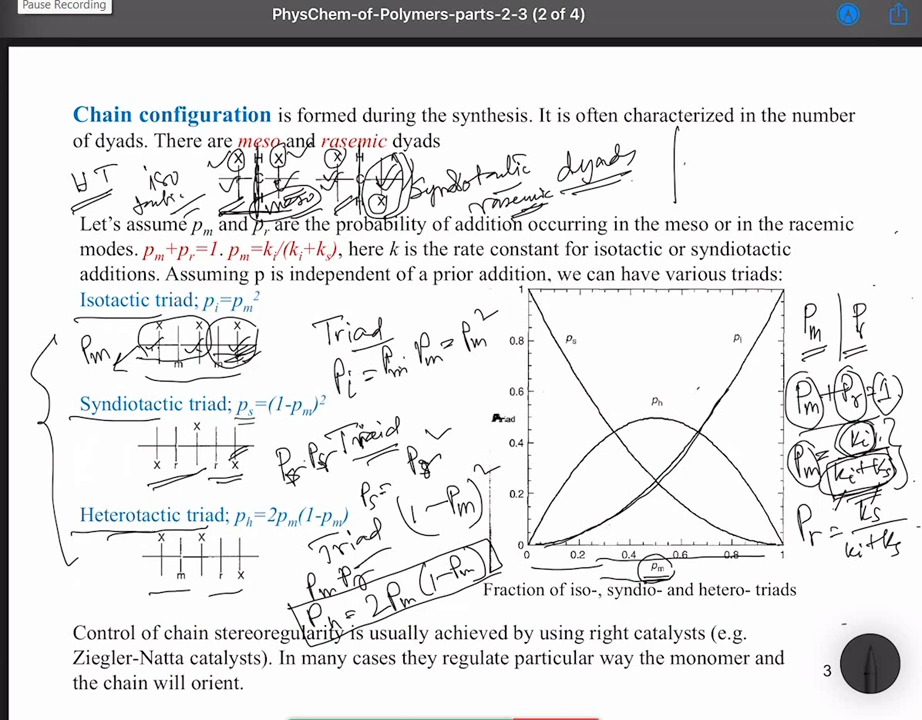 Pause Recording
PhysChem-of-Polymers-parts-2-3 (2 of 4)
Chain configuration is formed during the synthesis. It is often characterized in the number
of dyads. There are meso and rasemic dyads
X H X X H
HT iso C C syndiotautic dyads
meso X rasemic
Let's assume pm and pr are the probability of addition occurring in the meso or in the racemic
modes. pm+pr=1. pm=ki/(ki+ks), here k is the rate constant for isotactic or syndiotactic
additions. Assuming p is independent of a prior addition, we can have various triads:
Isotactic triad; pi=pm²
X X X
Pm
m m
Triad
Pi = Pm · Pm = Pm²
Syndiotactic triad; ps=(1-pm)²
X
X r r X
Triad
Ps =
(1-Pm)²
Heterotactic triad; ph=2pm(1-pm)
X X
m r X
Triad
Pm Pr
Ph = 2Pm (1-Pm)
1
0.8
0.6
0.4
0.2
0
0.2 0.4 0.6 0.8 1
ps
pi
ph
pm
Fraction of iso-, syndio- and hetero- triads
Pm | Pr
Pm + Pr = 1
Pm = ki
ki+ks
Pr = ks
ki+ks
Control of chain stereoregularity is usually achieved by using right catalysts (e.g.
Ziegler-Natta catalysts). In many cases they regulate particular way the monomer and
the chain will orient.
3